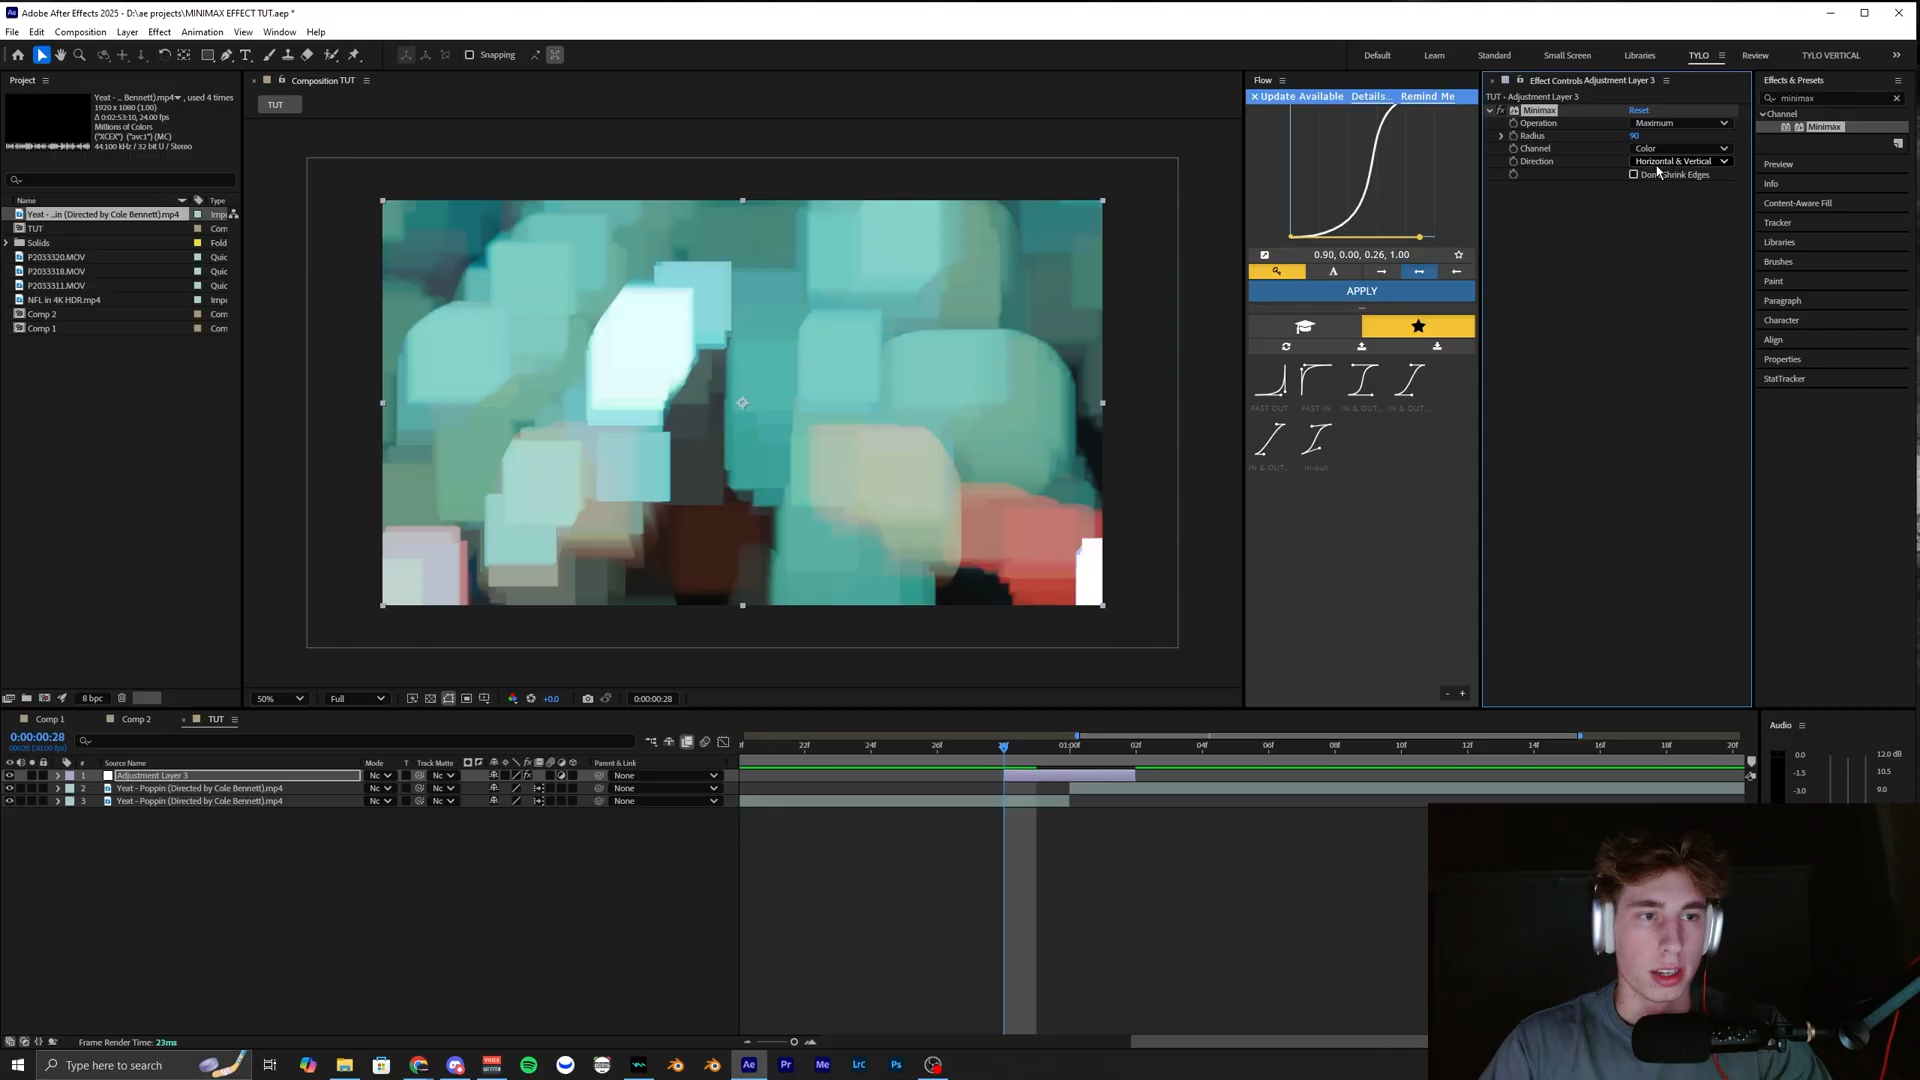 Adobe After Effects 2025 - D:\ae projects\MINIMAX EFFECT TUT.aep *
File Edit Composition Layer Effect Animation View Window Help
Snapping
Default Learn Standard Small Screen Libraries TYLO Review TYLO VERTICAL
Project
Yeat - ... Bennett).mp4, used 4 times
1920 x 1080 (1.00)
Δ 0:02:53:10, 24.00 fps
Millions of Colors
44.100 kHz / 32 bit U / Stereo
Name Type
Yeat - ...in (Directed by Cole Bennett).mp4 Imp
TUT Com
Solids Fold
P2033320.MOV Quic
P2033318.MOV Quic
P2033311.MOV Quic
NFL in 4K HDR.mp4 Imp
Comp 2 Com
Comp 1 Com
8 bpc
Composition TUT
TUT
50% Full +0.0 0:00:00:28
Flow
Update Available Details... Remind Me
0.90, 0.00, 0.26, 1.00
APPLY
FAST OUT FAST IN IN & OUT... IN & OUT...
IN & OUT... in-out
- +
Effect Controls Adjustment Layer 3
TUT • Adjustment Layer 3
fx Minimax Reset
Operation Maximum
Radius 90
Channel Color
Direction Horizontal & Vertical
Shrink Edges
Effects & Presets
minimax
Channel
Minimax
Preview
Info
Content-Aware Fill
Tracker
Libraries
Brushes
Paint
Paragraph
Character
Align
Properties
StatTracker
Comp 1 Comp 2 TUT
0:00:00:28
00028 (30.00 fps)
22f 24f 26f 01:00f 02f 04f 06f 08f 10f 12f 14f 16f 18f 20f
# Source Name Mode T Track Matte fx Parent & Link
1 Adjustment Layer 3 Nc Nc fx None
2 Yeat - Poppin (Directed by Cole Bennett).mp4 Nc Nc None
3 Yeat - Poppin (Directed by Cole Bennett).mp4 Nc Nc None
Audio
0.0 12.0 dB
-1.5 10.5
-3.0 9.0
Frame Render Time: 23ms
Type here to search
Ae Pr Me Lrc Ps